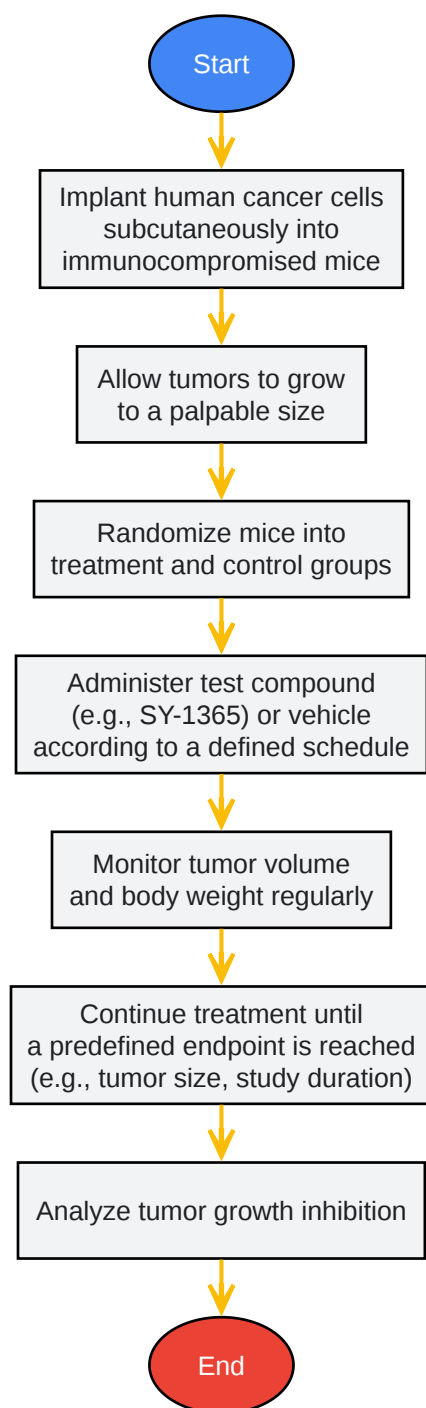 Start
Implant human cancer cells
subcutaneously into
immunocompromised mice
Allow tumors to grow
to a palpable size
Randomize mice into
treatment and control groups
Administer test compound
(e.g., SY-1365) or vehicle
according to a defined schedule
Monitor tumor volume
and body weight regularly
Continue treatment until
a predefined endpoint is reached
(e.g., tumor size, study duration)
Analyze tumor growth inhibition
End